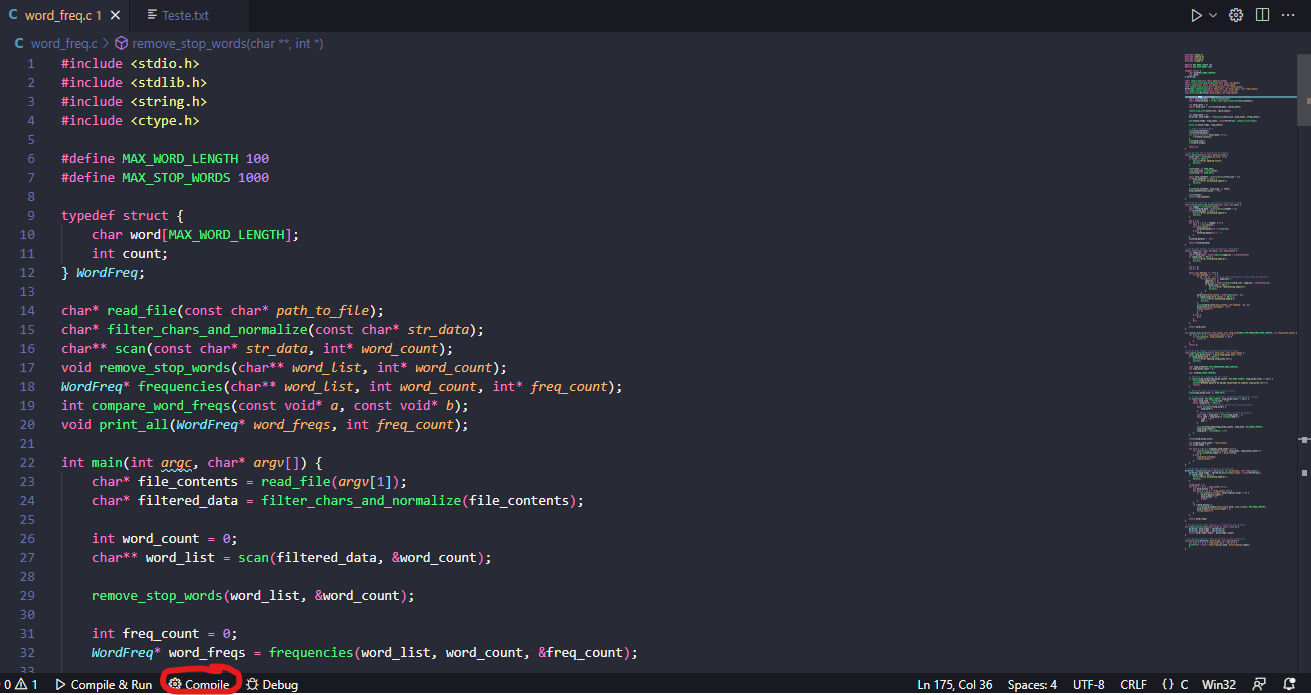 C word_freq.c 1 × Teste.txt
C word_freq.c > remove_stop_words(char **, int *)
1 #include <stdio.h>
2 #include <stdlib.h>
3 #include <string.h>
4 #include <ctype.h>
5
6 #define MAX_WORD_LENGTH 100
7 #define MAX_STOP_WORDS 1000
8
9 typedef struct {
10     char word[MAX_WORD_LENGTH];
11     int count;
12 } WordFreq;
13
14 char* read_file(const char* path_to_file);
15 char* filter_chars_and_normalize(const char* str_data);
16 char** scan(const char* str_data, int* word_count);
17 void remove_stop_words(char** word_list, int* word_count);
18 WordFreq* frequencies(char** word_list, int word_count, int* freq_count);
19 int compare_word_freqs(const void* a, const void* b);
20 void print_all(WordFreq* word_freqs, int freq_count);
21
22 int main(int argc, char* argv[]) {
23     char* file_contents = read_file(argv[1]);
24     char* filtered_data = filter_chars_and_normalize(file_contents);
25
26     int word_count = 0;
27     char** word_list = scan(filtered_data, &word_count);
28
29     remove_stop_words(word_list, &word_count);
30
31     int freq_count = 0;
32     WordFreq* word_freqs = frequencies(word_list, word_count, &freq_count);
33
0 1 Compile & Run Compile Debug Ln 175, Col 36 Spaces: 4 UTF-8 CRLF {} C Win32